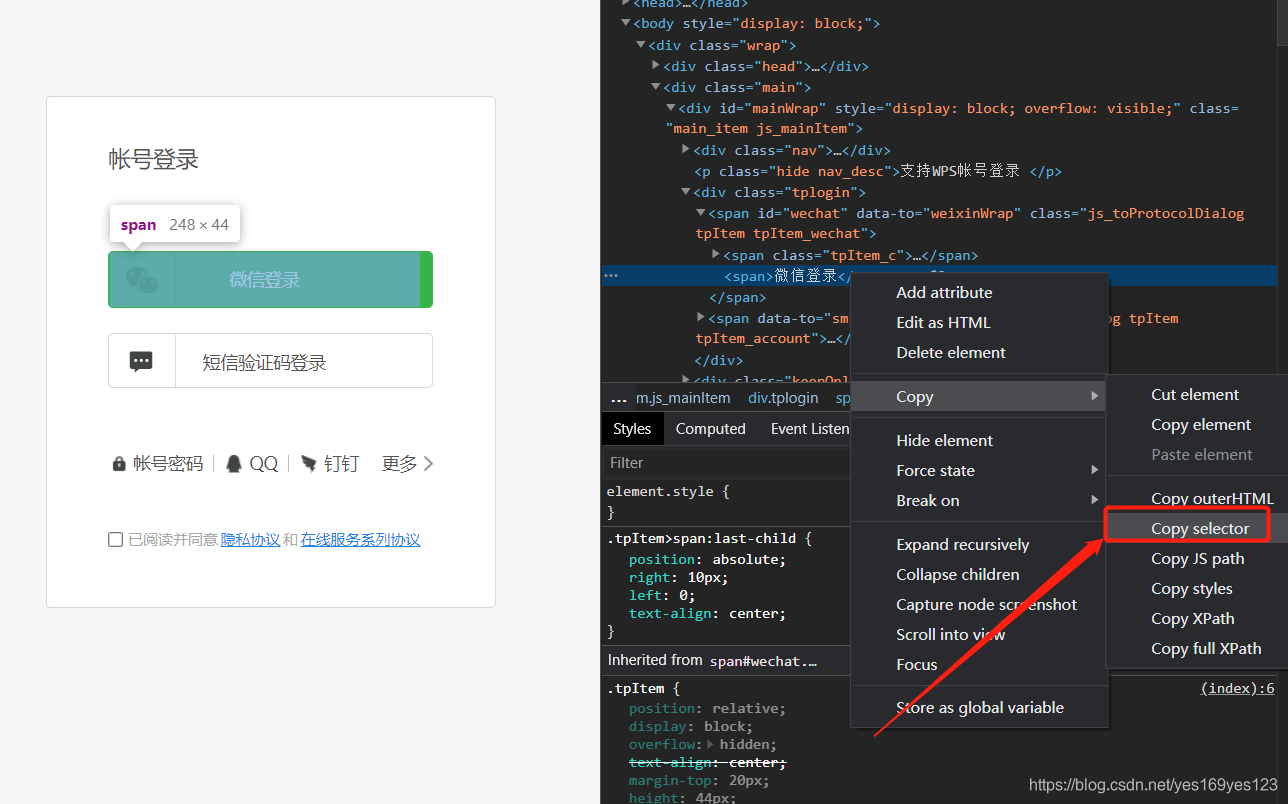 帐号登录
span 248 × 44
微信登录
短信验证码登录
帐号密码 QQ 钉钉 更多
已阅读并同意 隐私协议 和 在线服务系列协议
<head>…</head>
<body style="display: block;">
<div class="wrap">
<div class="head">…</div>
<div class="main">
<div id="mainWrap" style="display: block; overflow: visible;" class=
"main_item js_mainItem">
<div class="nav">…</div>
<p class="hide nav_desc">支持WPS帐号登录 </p>
<div class="tplogin">
<span id="wechat" data-to="weixinWrap" class="js_toProtocolDialog
tpItem tpItem_wechat">
<span class="tpItem_c">…</span>
<span>微信登录</
</span>
<span data-to="sm og tpItem
tpItem_account">…</
</div>
… m.js_mainItem div.tplogin sp
Styles Computed Event Listen
Filter
element.style {
}
.tpItem>span:last-child {
position: absolute;
right: 10px;
left: 0;
text-align: center;
}
Inherited from span#wechat.…
.tpItem { (index):6
position: relative;
display: block;
overflow: hidden;
text-align: center;
margin-top: 20px;
height: 44px;
Add attribute
Edit as HTML
Delete element
Copy
Hide element
Force state
Break on
Expand recursively
Collapse children
Capture node screenshot
Scroll into view
Focus
Store as global variable
Cut element
Copy element
Paste element
Copy outerHTML
Copy selector
Copy JS path
Copy styles
Copy XPath
Copy full XPath
https://blog.csdn.net/yes169yes123